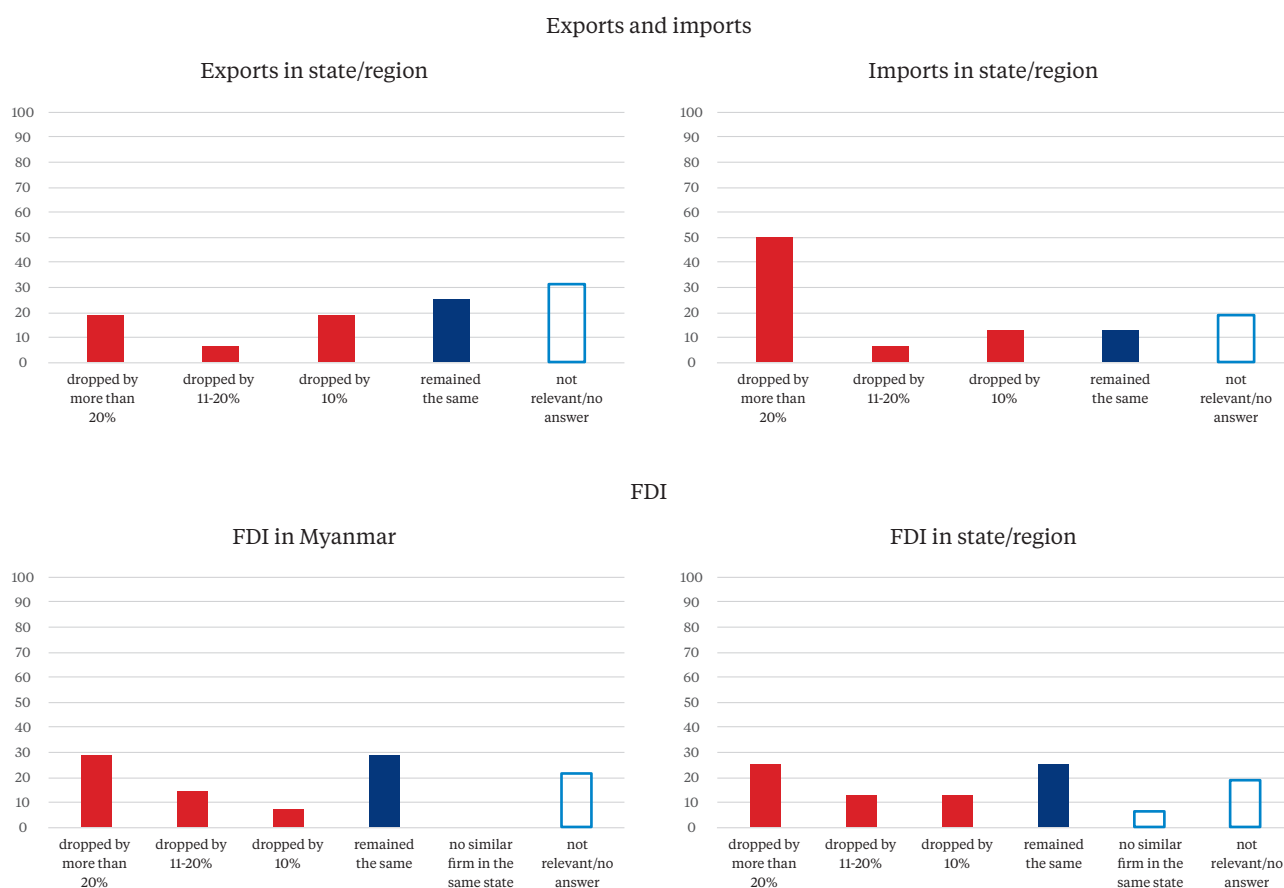 Exports and imports
Exports in state/region
100
90
80
70
60
50
40
30
20
10
0
dropped by
more than
20%
dropped by
11-20%
dropped by
10%
remained
the same
not
relevant/no
answer
Imports in state/region
100
90
80
70
60
50
40
30
20
10
0
dropped by
more than
20%
dropped by
11-20%
dropped by
10%
remained
the same
not
relevant/no
answer
FDI
FDI in Myanmar
100
90
80
70
60
50
40
30
20
10
0
dropped by
more than
20%
dropped by
11-20%
dropped by
10%
remained
the same
no similar
firm in the
same state
not
relevant/no
answer
FDI in state/region
100
90
80
70
60
50
40
30
20
10
0
dropped by
more than
20%
dropped by
11-20%
dropped by
10%
remained
the same
no similar
firm in the
same state
not
relevant/no
answer